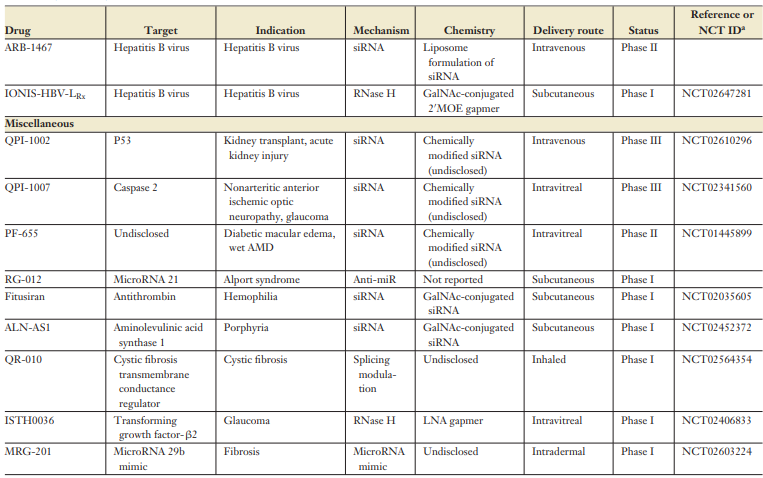 Drug Target Indication Mechanism Chemistry Delivery route Status Reference or NCT IDᵃ
ARB-1467 Hepatitis B virus Hepatitis B virus siRNA Liposome formulation of siRNA Intravenous Phase II
IONIS-HBV-LRx Hepatitis B virus Hepatitis B virus RNase H GalNAc-conjugated 2′MOE gapmer Subcutaneous Phase I NCT02647281
Miscellaneous
QPI-1002 P53 Kidney transplant, acute kidney injury siRNA Chemically modified siRNA (undisclosed) Intravenous Phase III NCT02610296
QPI-1007 Caspase 2 Nonarteritic anterior ischemic optic neuropathy, glaucoma siRNA Chemically modified siRNA (undisclosed) Intravitreal Phase III NCT02341560
PF-655 Undisclosed Diabetic macular edema, wet AMD siRNA Chemically modified siRNA (undisclosed) Intravitreal Phase II NCT01445899
RG-012 MicroRNA 21 Alport syndrome Anti-miR Not reported Subcutaneous Phase I
Fitusiran Antithrombin Hemophilia siRNA GalNAc-conjugated siRNA Subcutaneous Phase I NCT02035605
ALN-AS1 Aminolevulinic acid synthase 1 Porphyria siRNA GalNAc-conjugated siRNA Subcutaneous Phase I NCT02452372
QR-010 Cystic fibrosis transmembrane conductance regulator Cystic fibrosis Splicing modula-tion Undisclosed Inhaled Phase I NCT02564354
ISTH0036 Transforming growth factor-β2 Glaucoma RNase H LNA gapmer Intravitreal Phase I NCT02406833
MRG-201 MicroRNA 29b mimic Fibrosis MicroRNA mimic Undisclosed Intradermal Phase I NCT02603224